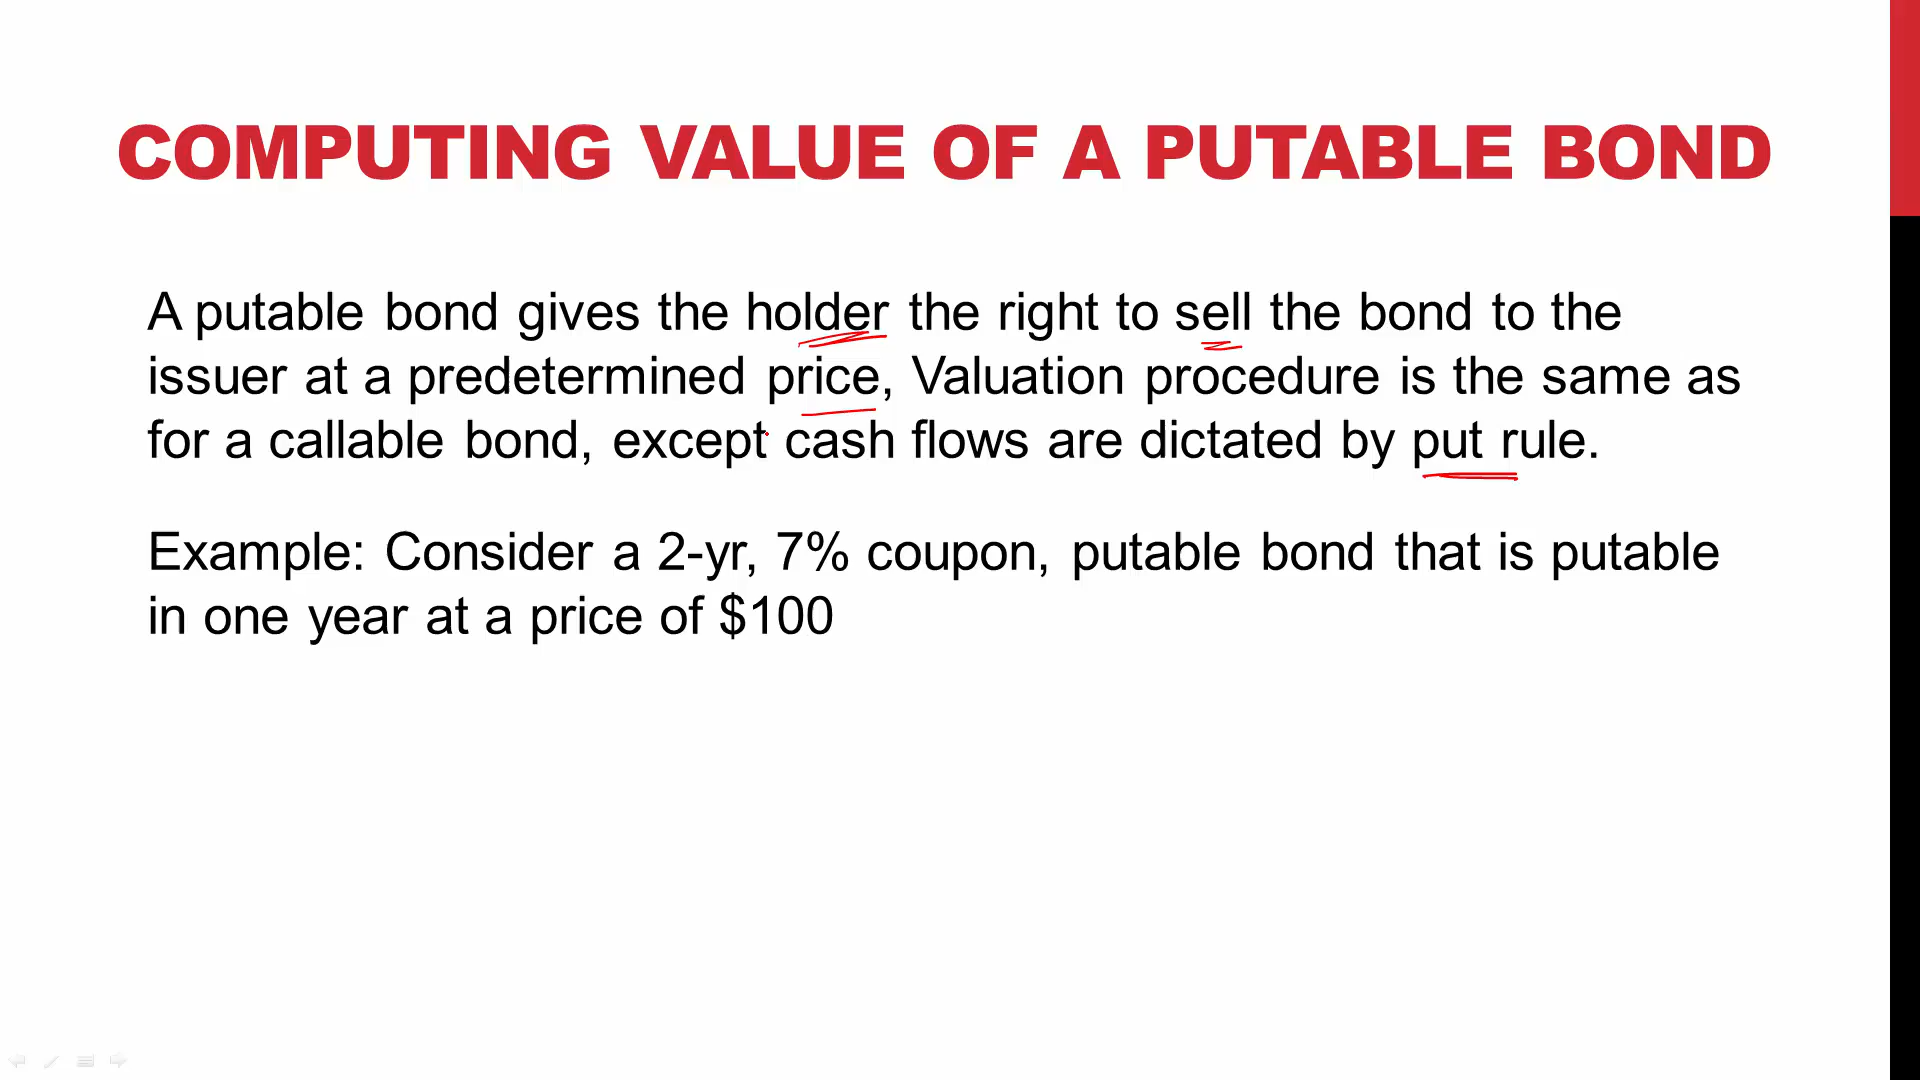 COMPUTING VALUE OF A PUTABLE BOND
A putable bond gives the holder the right to sell the bond to the
issuer at a predetermined price, Valuation procedure is the same as
for a callable bond, except cash flows are dictated by put rule.
Example: Consider a 2-yr, 7% coupon, putable bond that is putable
in one year at a price of $100